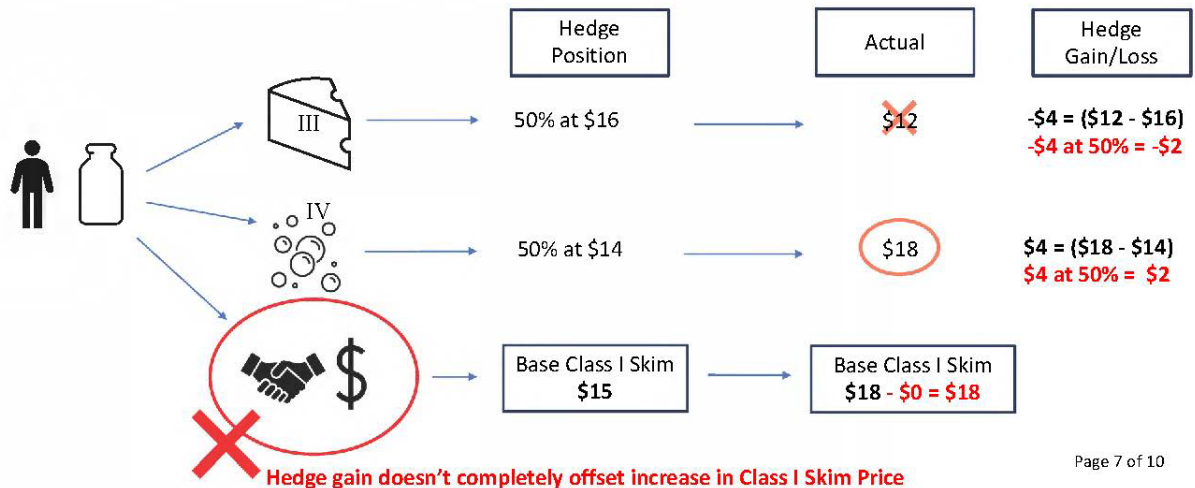 Hedge
Position
Actual
Hedge
Gain/Loss
III
50% at $16
$12
-$4 = ($12 - $16)
-$4 at 50% = -$2
IV
50% at $14
$18
$4 = ($18 - $14)
$4 at 50% = $2
$
Base Class I Skim
$15
Base Class I Skim
$18 - $0 = $18
Hedge gain doesn't completely offset increase in Class I Skim Price
Page 7 of 10